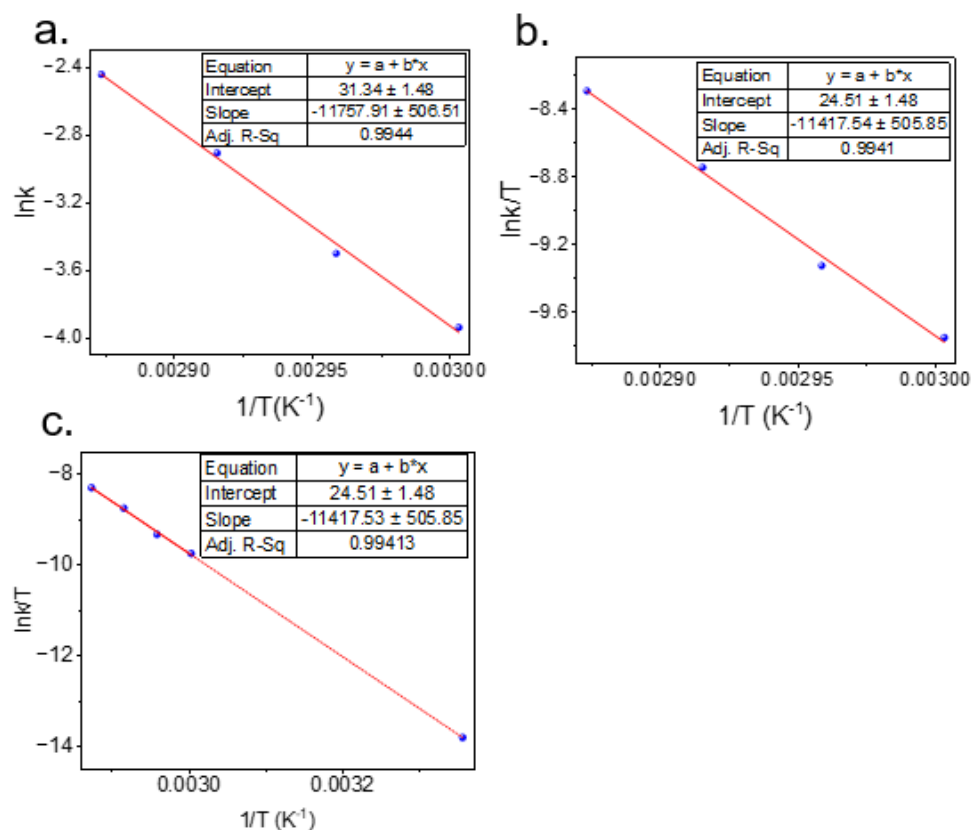 a.
Equation y = a + b*x
Intercept 31.34 ± 1.48
Slope -11757.91 ± 506.51
Adj. R-Sq 0.9944
−2.4
−2.8
−3.2
−3.6
−4.0
lnk
0.00290 0.00295 0.00300
1/T(K⁻¹)
b.
Equation y = a + b*x
Intercept 24.51 ± 1.48
Slope -11417.54 ± 505.85
Adj. R-Sq 0.9941
−8.4
−8.8
−9.2
−9.6
lnk/T
0.00290 0.00295 0.00300
1/T (K⁻¹)
c.
Equation y = a + b*x
Intercept 24.51 ± 1.48
Slope -11417.53 ± 505.85
Adj. R-Sq 0.99413
−8
−10
−12
−14
lnk/T
0.0030 0.0032
1/T (K⁻¹)